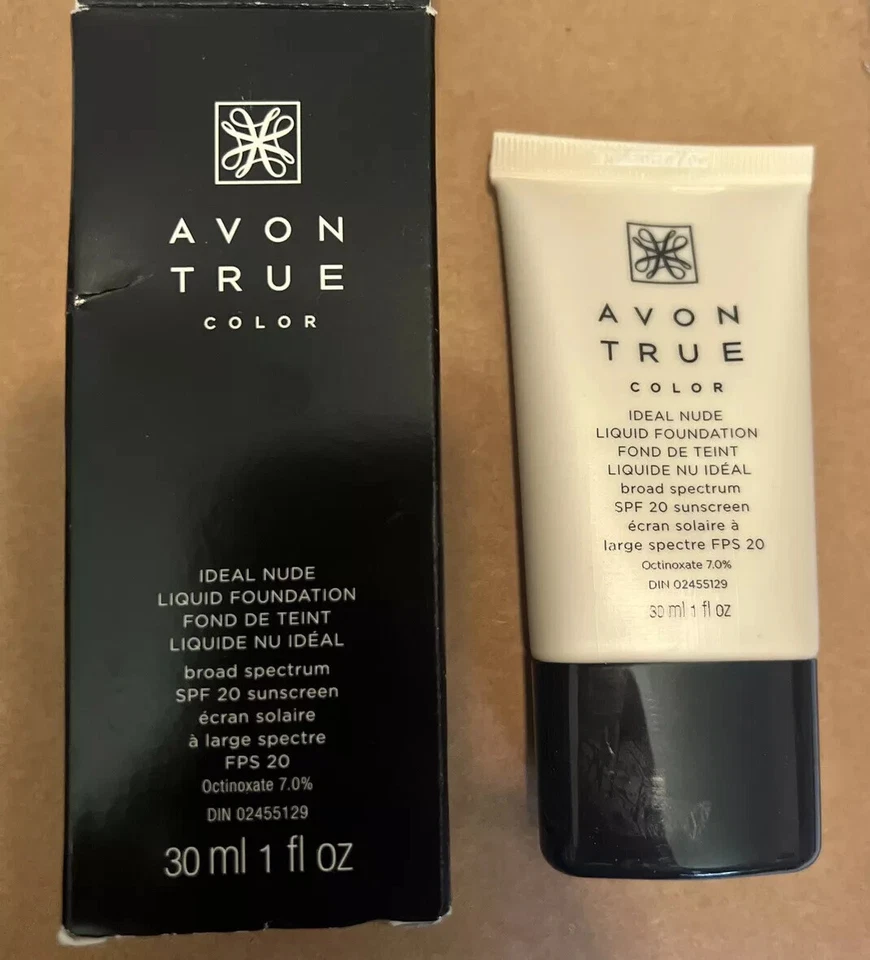 AVON
TRUE
COLOR
IDEAL NUDE
LIQUID FOUNDATION
FOND DE TEINT
LIQUIDE NU IDÉAL
broad spectrum
SPF 20 sunscreen
écran solaire
à large spectre
FPS 20
Octinoxate 7.0%
DIN 02455129
30 ml 1 fl oz
AVON
TRUE
COLOR
IDEAL NUDE
LIQUID FOUNDATION
FOND DE TEINT
LIQUIDE NU IDÉAL
broad spectrum
SPF 20 sunscreen
écran solaire à
large spectre FPS 20
Octinoxate 7.0%
DIN 02455129
30 ml 1 fl oz